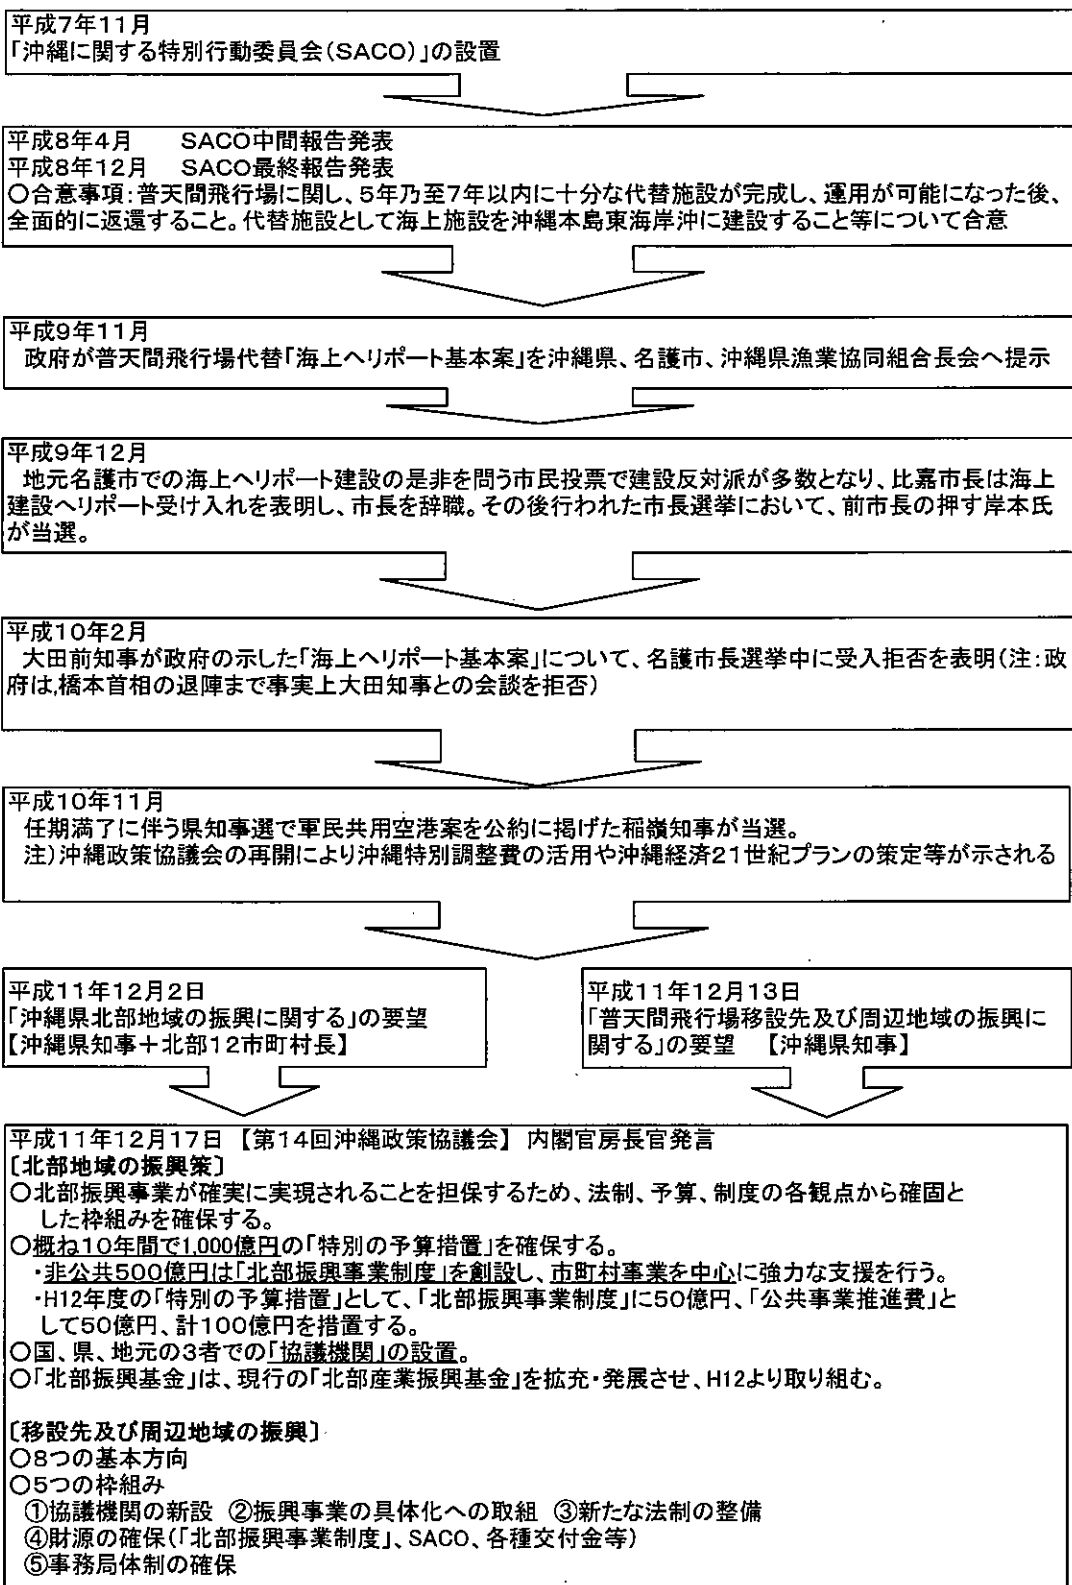 平成7年11月
「沖縄に関する特別行動委員会(SACO)」の設置
平成8年4月　　SACO中間報告発表
平成8年12月　SACO最終報告発表
○合意事項:普天間飛行場に関し、5年乃至7年以内に十分な代替施設が完成し、運用が可能になった後、
全面的に返還すること。代替施設として海上施設を沖縄本島東海岸沖に建設すること等について合意
平成9年11月
政府が普天間飛行場代替「海上ヘリポート基本案」を沖縄県、名護市、沖縄県漁業協同組合長会へ提示
平成9年12月
地元名護市での海上ヘリポート建設の是非を問う市民投票で建設反対派が多数となり、比嘉市長は海上
建設ヘリポート受け入れを表明し、市長を辞職。その後行われた市長選挙において、前市長の押す岸本氏
が当選。
平成10年2月
大田前知事が政府の示した「海上ヘリポート基本案」について、名護市長選挙中に受入拒否を表明(注:政
府は,橋本首相の退陣まで事実上大田知事との会談を拒否)
平成10年11月
任期満了に伴う県知事選で軍民共用空港案を公約に掲げた稲嶺知事が当選。
注)沖縄政策協議会の再開により沖縄特別調整費の活用や沖縄経済21世紀プランの策定等が示される
平成11年12月2日
「沖縄県北部地域の振興に関する」の要望
【沖縄県知事+北部12市町村長】
平成11年12月13日
「普天間飛行場移設先及び周辺地域の振興に
関する」の要望　【沖縄県知事】
平成11年12月17日 【第14回沖縄政策協議会】 内閣官房長官発言
〔北部地域の振興策〕
○北部振興事業が確実に実現されることを担保するため、法制、予算、制度の各観点から確固と
した枠組みを確保する。
○概ね10年間で1,000億円の「特別の予算措置」を確保する。
・非公共500億円は「北部振興事業制度」を創設し、市町村事業を中心に強力な支援を行う。
・H12年度の「特別の予算措置」として、「北部振興事業制度」に50億円、「公共事業推進費」と
して50億円、計100億円を措置する。
○国、県、地元の3者での「協議機関」の設置。
○「北部振興基金」は、現行の「北部産業振興基金」を拡充・発展させ、H12より取り組む。
〔移設先及び周辺地域の振興〕
○8つの基本方向
○5つの枠組み
①協議機関の新設 ②振興事業の具体化への取組 ③新たな法制の整備
④財源の確保(「北部振興事業制度」、SACO、各種交付金等)
⑤事務局体制の確保